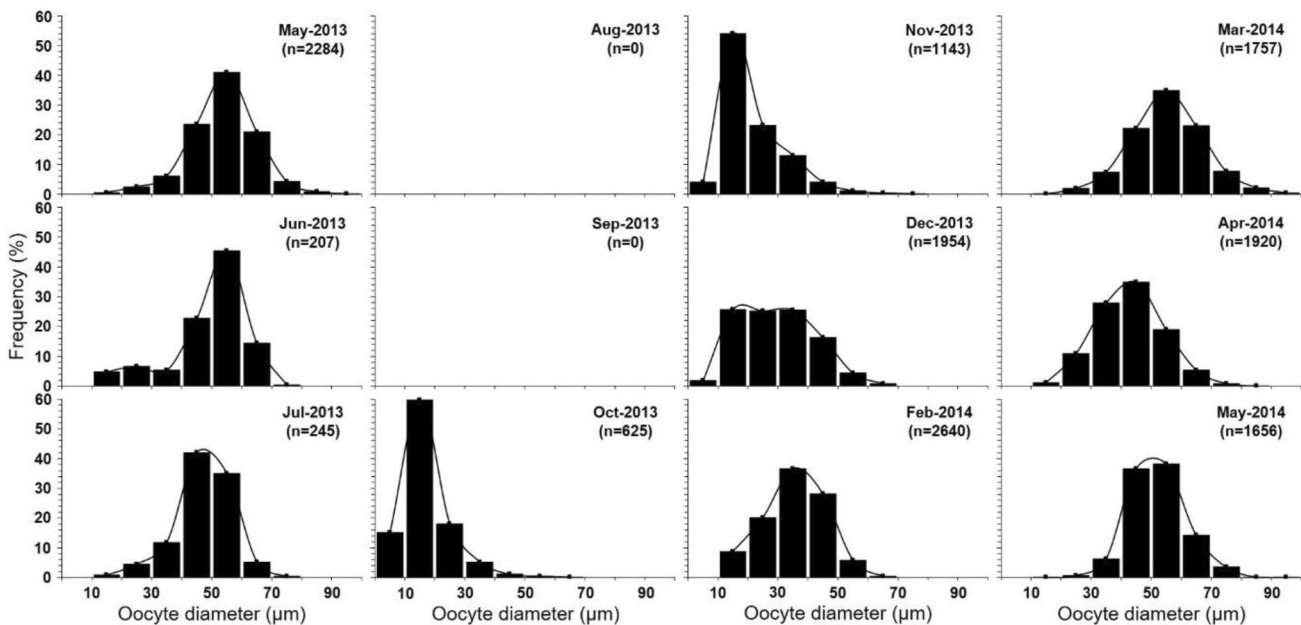 60
50
40
30
20
10
0
May-2013
(n=2284)
Aug-2013
(n=0)
Nov-2013
(n=1143)
Mar-2014
(n=1757)
Frequency (%)
60
50
40
30
20
10
0
Jun-2013
(n=207)
Sep-2013
(n=0)
Dec-2013
(n=1954)
Apr-2014
(n=1920)
60
50
40
30
20
10
0
Jul-2013
(n=245)
Oct-2013
(n=625)
Feb-2014
(n=2640)
May-2014
(n=1656)
10 30 50 70 90 10 30 50 70 90 10 30 50 70 90 10 30 50 70 90
Oocyte diameter (µm) Oocyte diameter (µm) Oocyte diameter (µm) Oocyte diameter (µm)